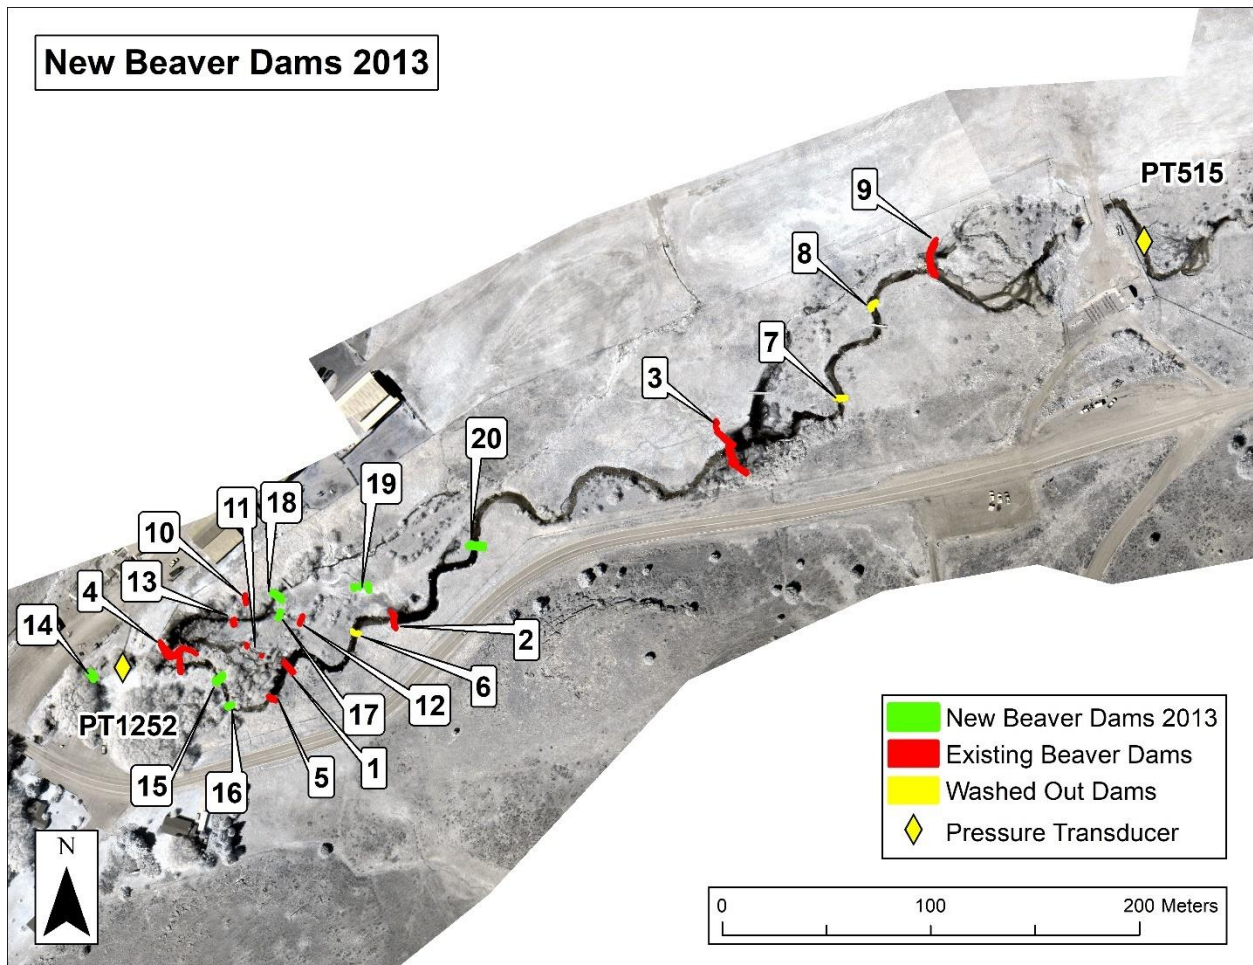 New Beaver Dams 2013
PT515
9
8
7
3
20
19
18
11
10
13
4
14
2
6
12
17
1
5
16
15
PT1252
New Beaver Dams 2013
Existing Beaver Dams
Washed Out Dams
Pressure Transducer
N
0 100 200 Meters